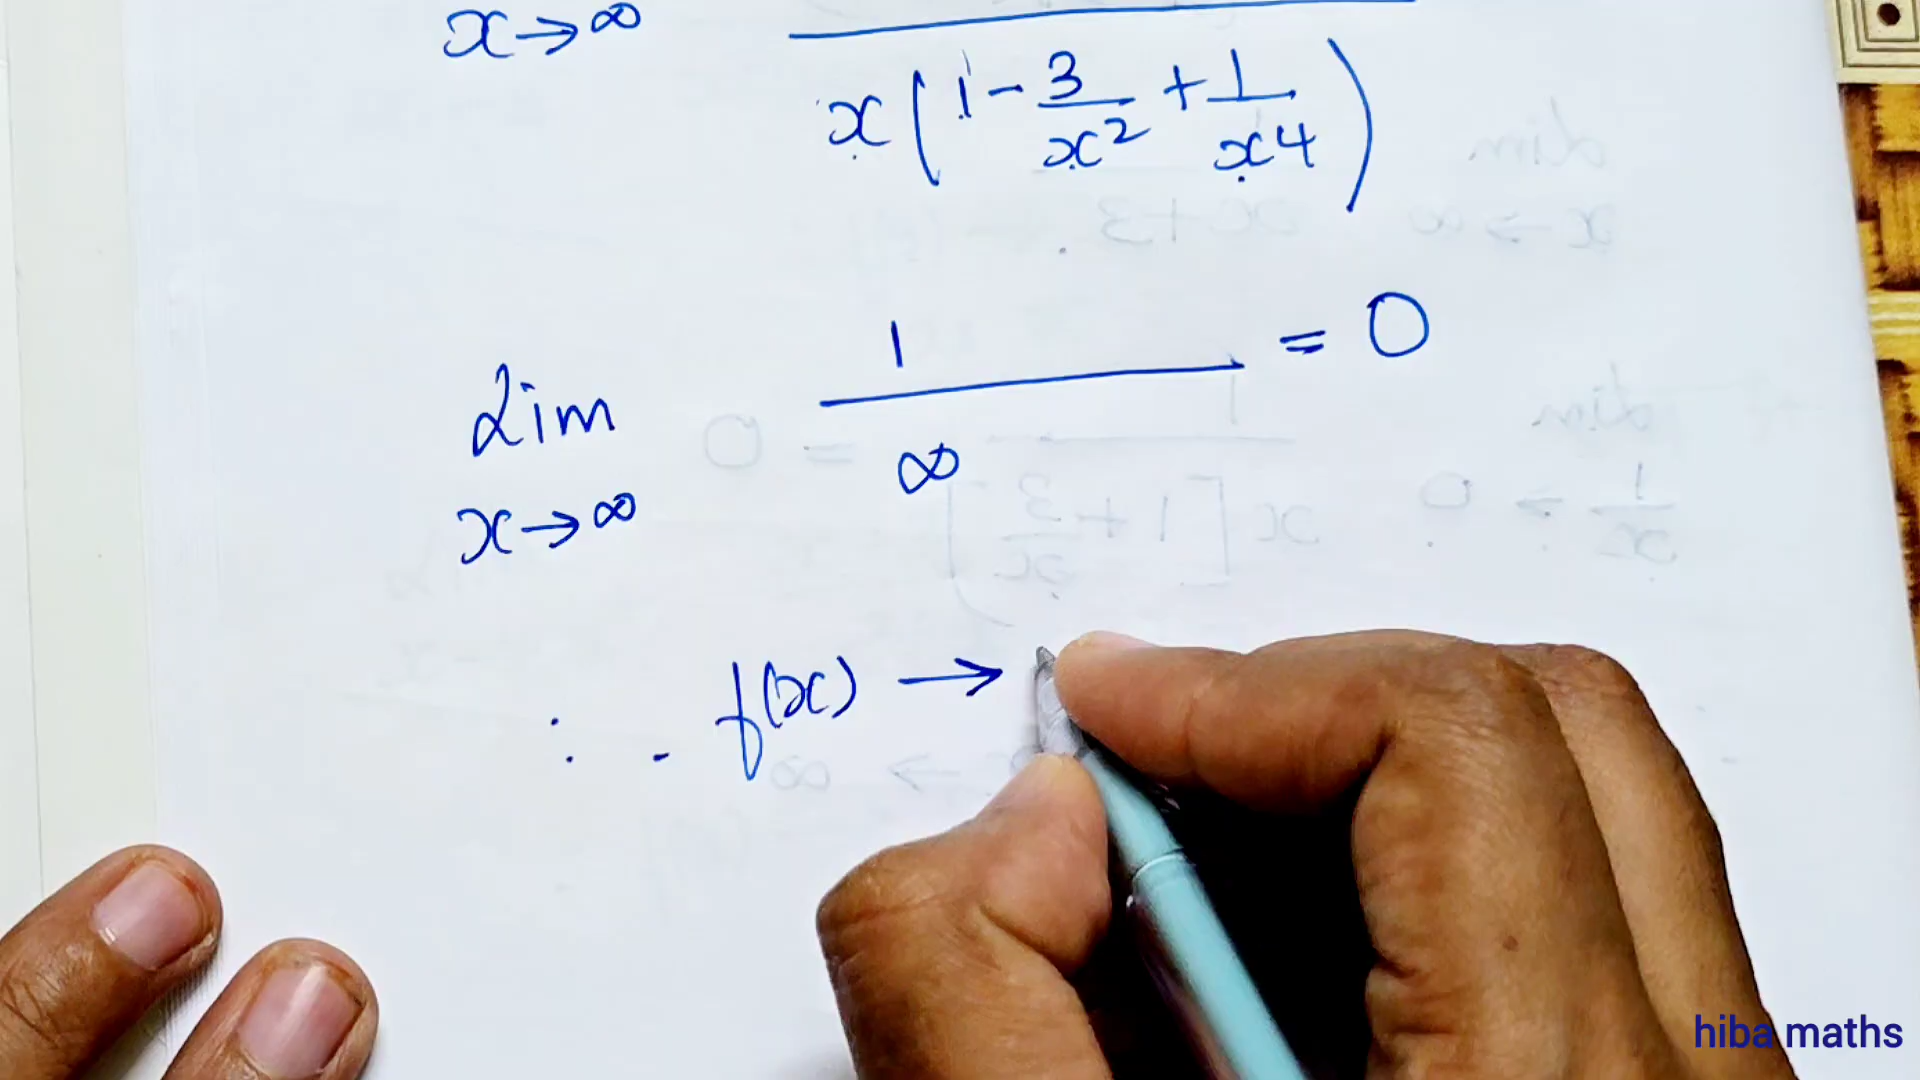 x→∞
x(1 - 3/x² + 1/x4)
Lim x→∞ 1/∞ = 0
∴ f(x) →
hiba maths